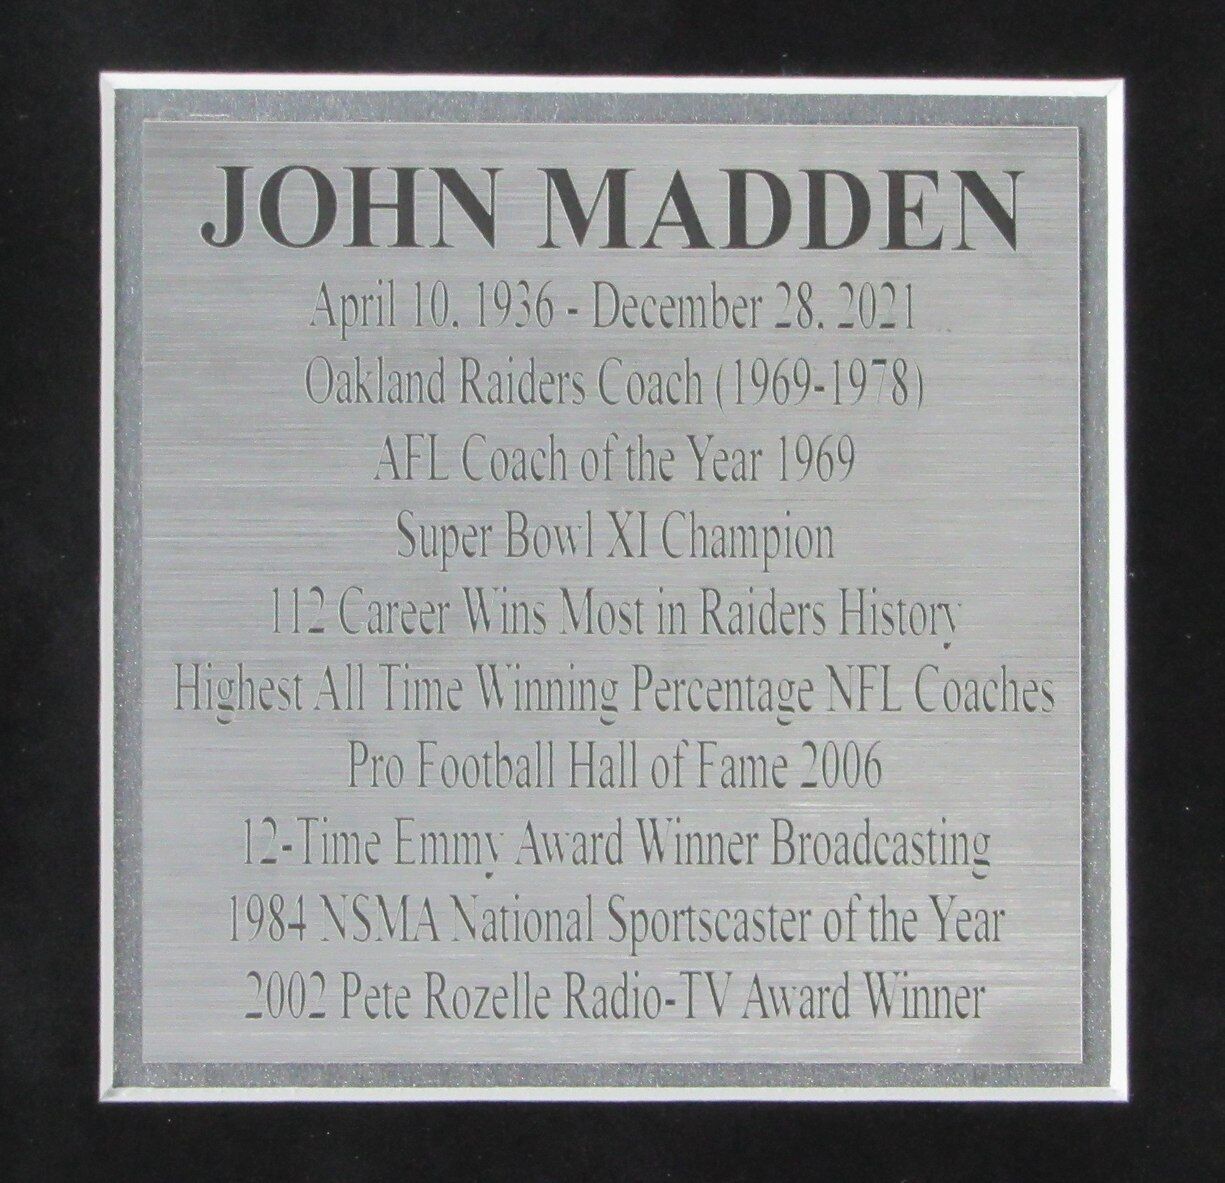 JOHN MADDEN
April 10, 1936 - December 28, 2021
Oakland Raiders Coach (1969-1978)
AFL Coach of the Year 1969
Super Bowl XI Champion
112 Career Wins Most in Raiders History
Highest All Time Winning Percentage NFL Coaches
Pro Football Hall of Fame 2006
12-Time Emmy Award Winner Broadcasting
1984 NSMA National Sportscaster of the Year
2002 Pete Rozelle Radio-TV Award Winner